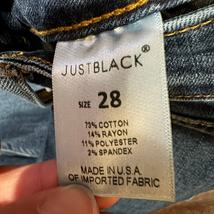 JUSTBLACK®
SIZE 28
73% COTTON
14% RAYON
11% POLYESTER
2% SPANDEX
MADE IN U.S.A
OF IMPORTED FABRIC